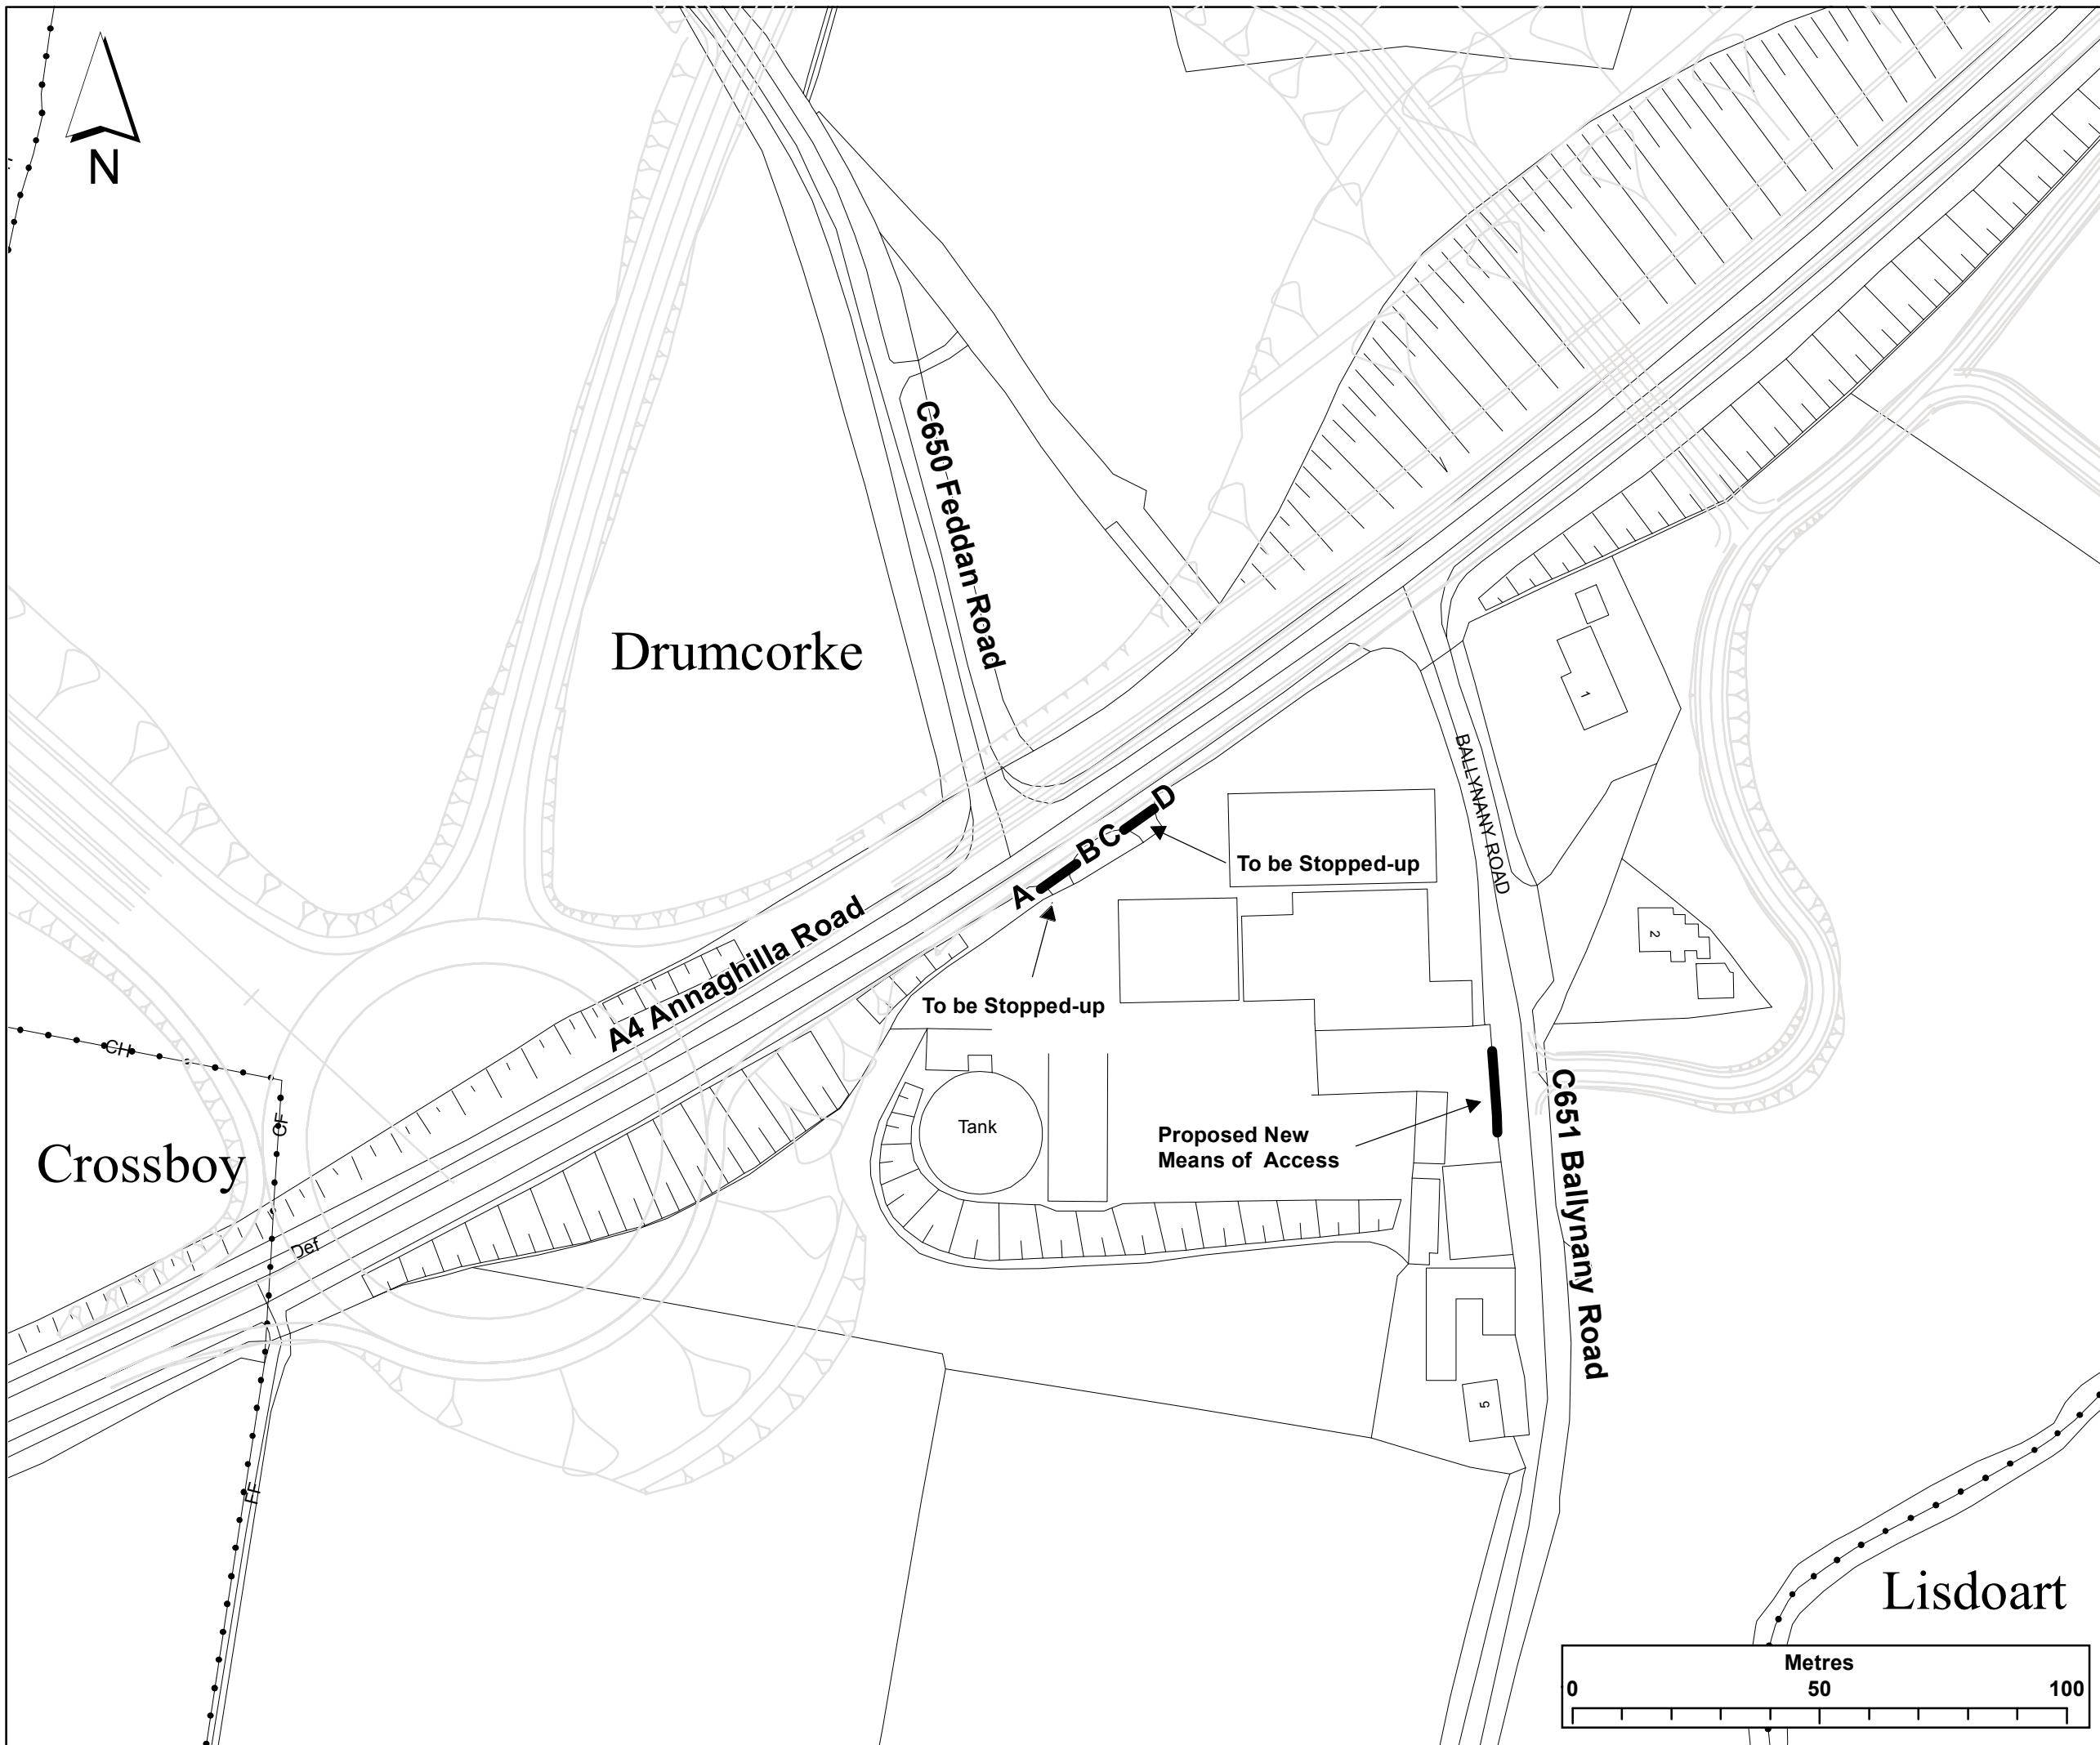 N
C650 Feddan Road
Drumcorke
1
BALLYNANY ROAD
A
B
C
D
To be Stopped-up
A4 Annaghilla Road
2
To be Stopped-up
CH
CF
Tank
Proposed New
Means of Access
C651 Ballynany Road
Crossboy
Def
5
FF
Lisdoart
Metres
0 50 100